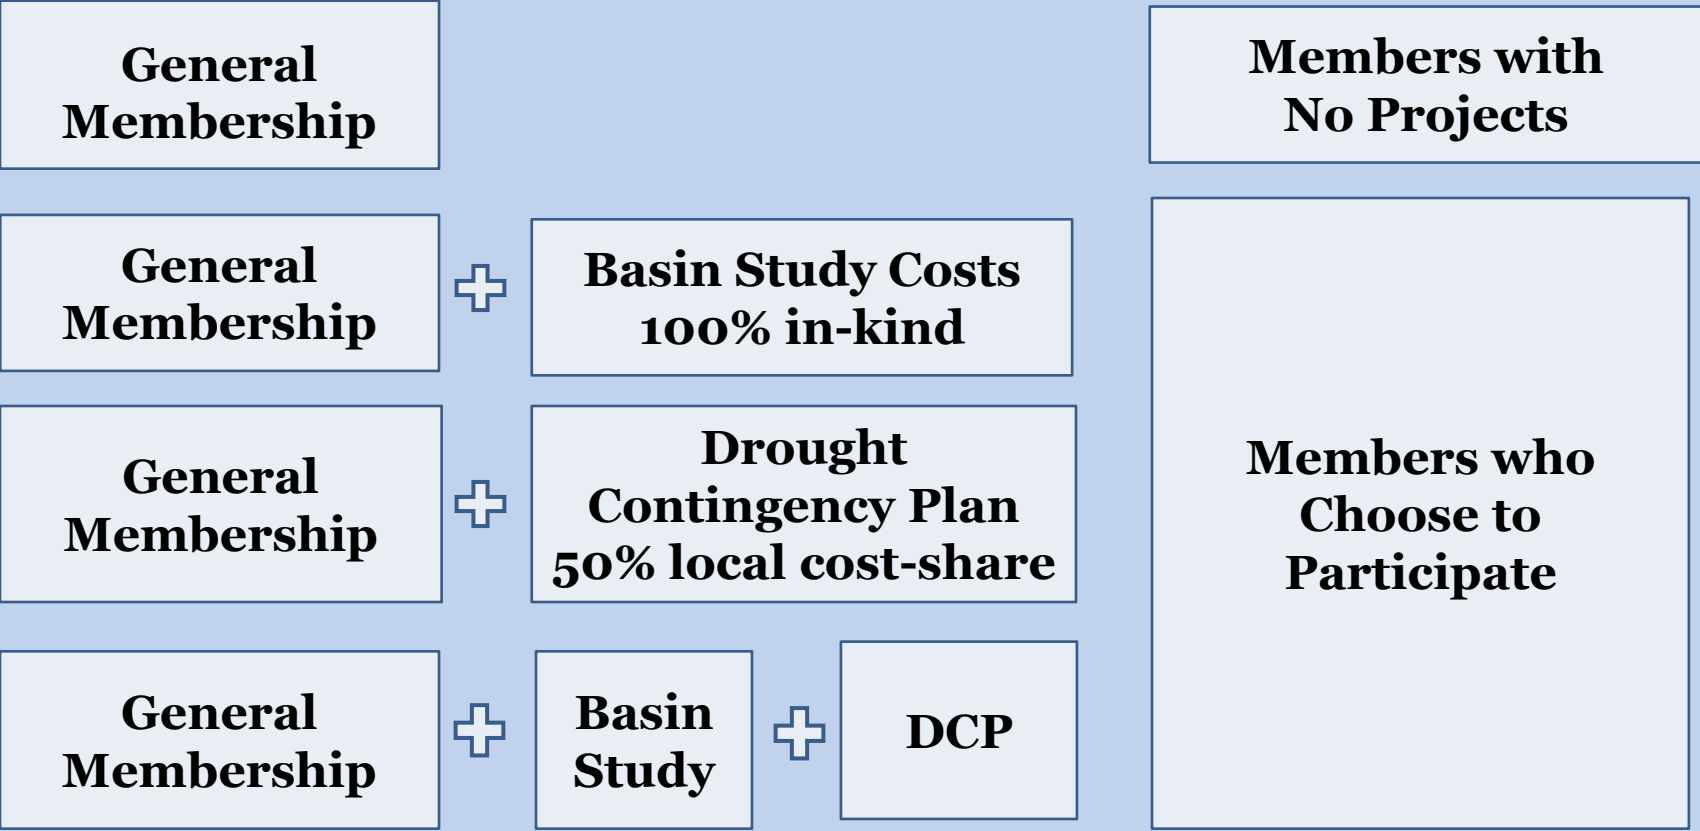 General
Membership
Members with
No Projects
General
Membership
Basin Study Costs
100% in-kind
General
Membership
Drought
Contingency Plan
50% local cost-share
Members who
Choose to
Participate
General
Membership
Basin
Study
DCP